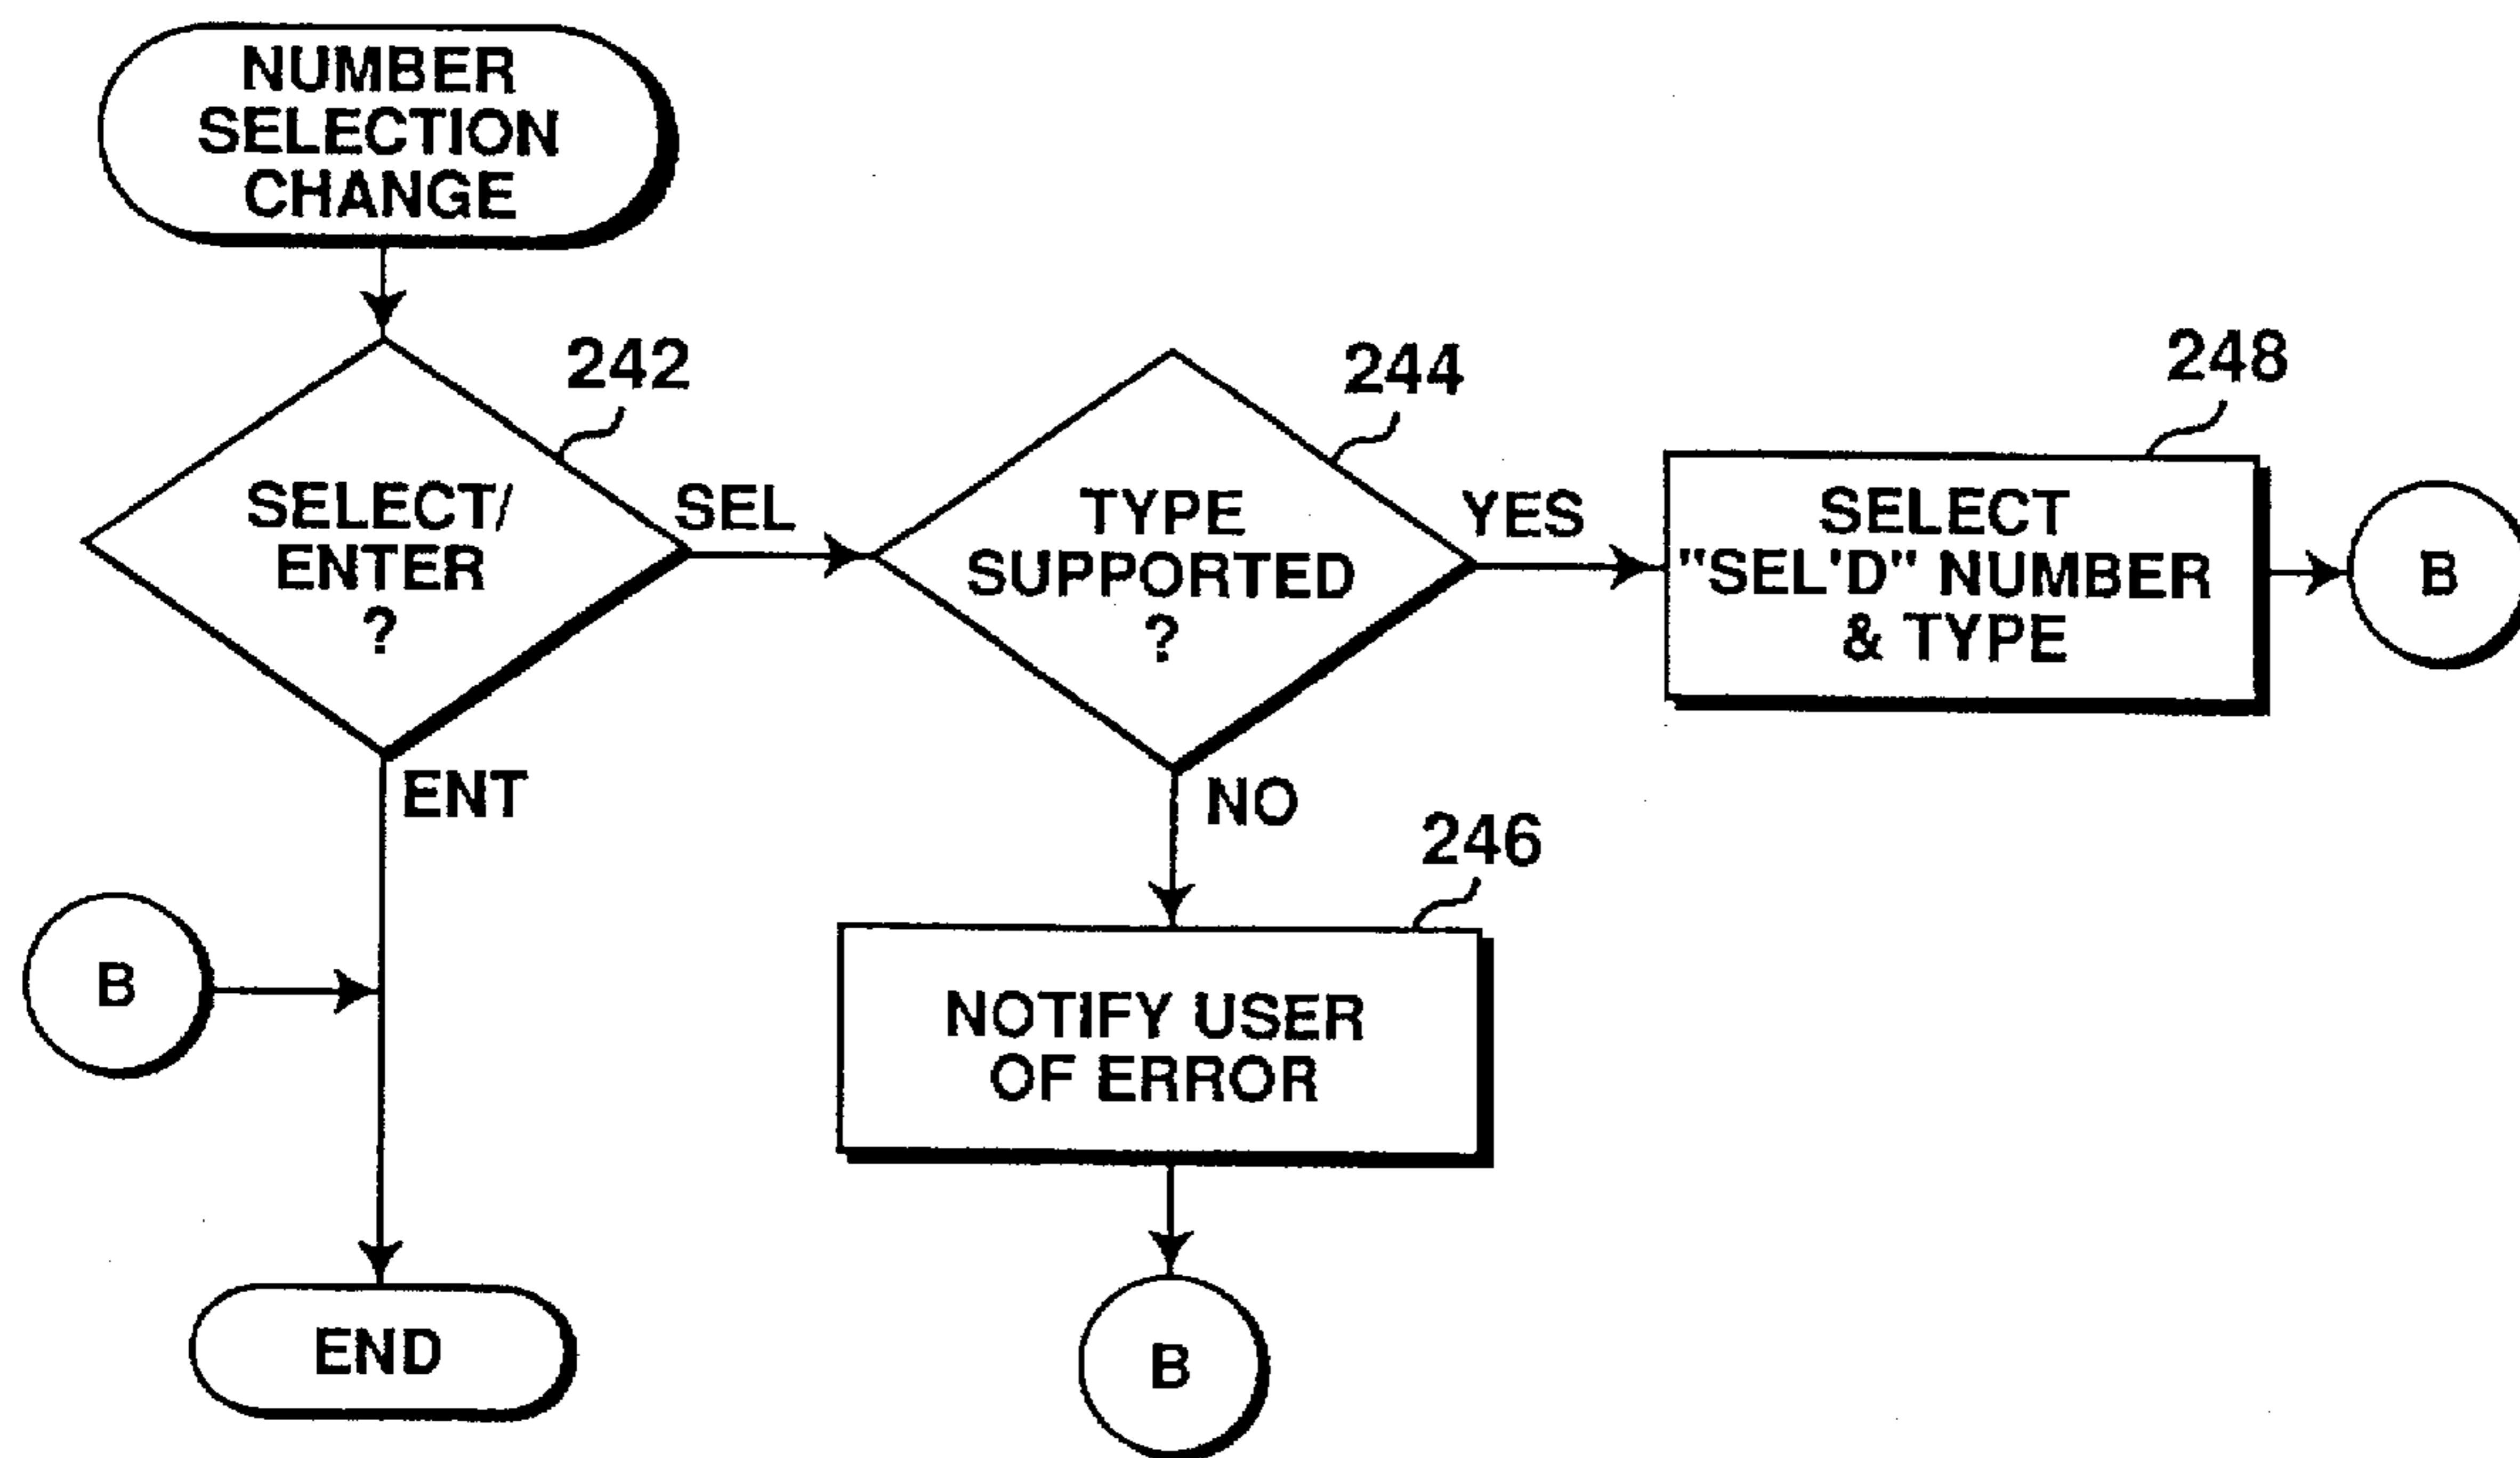 NUMBER
SELECTION
CHANGE
242
SELECT/
ENTER
?
SEL
244
TYPE
SUPPORTED
?
YES
248
SELECT
"SEL'D" NUMBER
& TYPE
B
ENT
NO
246
B
NOTIFY USER
OF ERROR
END
B